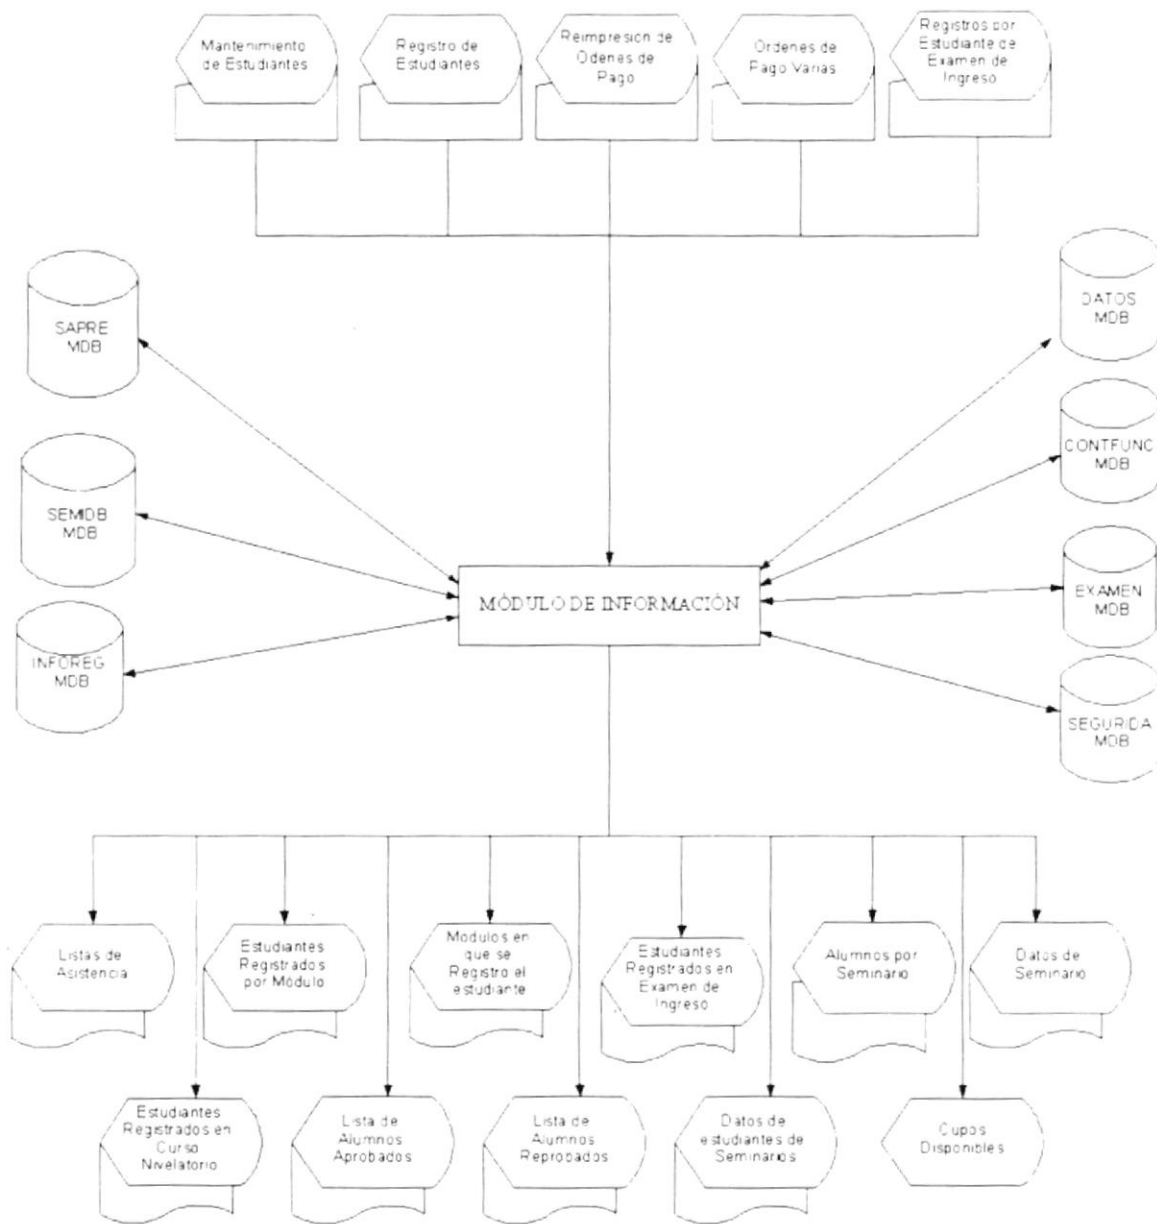 Mantenimiento
de Estudiantes
Registro de
Estudiantes
Reimpresion de
Odenes de
Pago
Ordenes de
Pago Varias
Registros por
Estudiante de
Examen de
Ingreso
SAPRE
MDB
DATOS
MDB
CONTFUNC
MDB
SEMIDB
MDB
MÓDULO DE INFORMACIÓN
EXAMEN
MDB
INFOREG
MDB
SEGURIDA
MDB
Listas de
Asistencia
Estudiantes
Registrados
por Módulo
Modulos en
que se
Registro el
estudiante
Estudiantes
Registrados en
Examen de
Ingreso
Alumnos por
Seminario
Datos de
Seminario
Estudiantes
Registrados en
Curso
Nivelatorio
Lista de
Alumnos
Aprobados
Lista de
Alumnos
Reprobados
Datos de
estudiantes de
Seminarios
Cupos
Disponibles